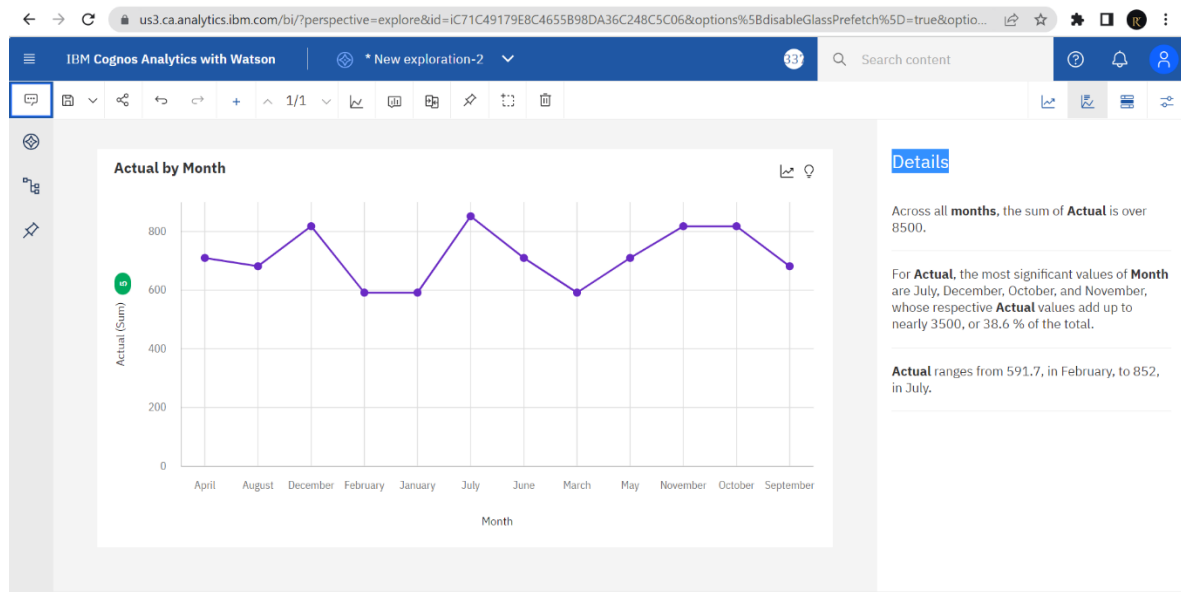 us3.ca.analytics.ibm.com/bi/?perspective=explore&id=iC71C49179E8C4655B98DA36C248C5C06&options%5BdisableGlassPrefetch%5D=true&optio...
IBM Cognos Analytics with Watson
* New exploration-2
Search content
1/1
Actual by Month
Details
Across all months, the sum of Actual is over
8500.
For Actual, the most significant values of Month
are July, December, October, and November,
whose respective Actual values add up to
nearly 3500, or 38.6 % of the total.
Actual ranges from 591.7, in February, to 852,
in July.
800
600
400
200
0
Actual (Sum)
April August December February January July June March May November October September
Month